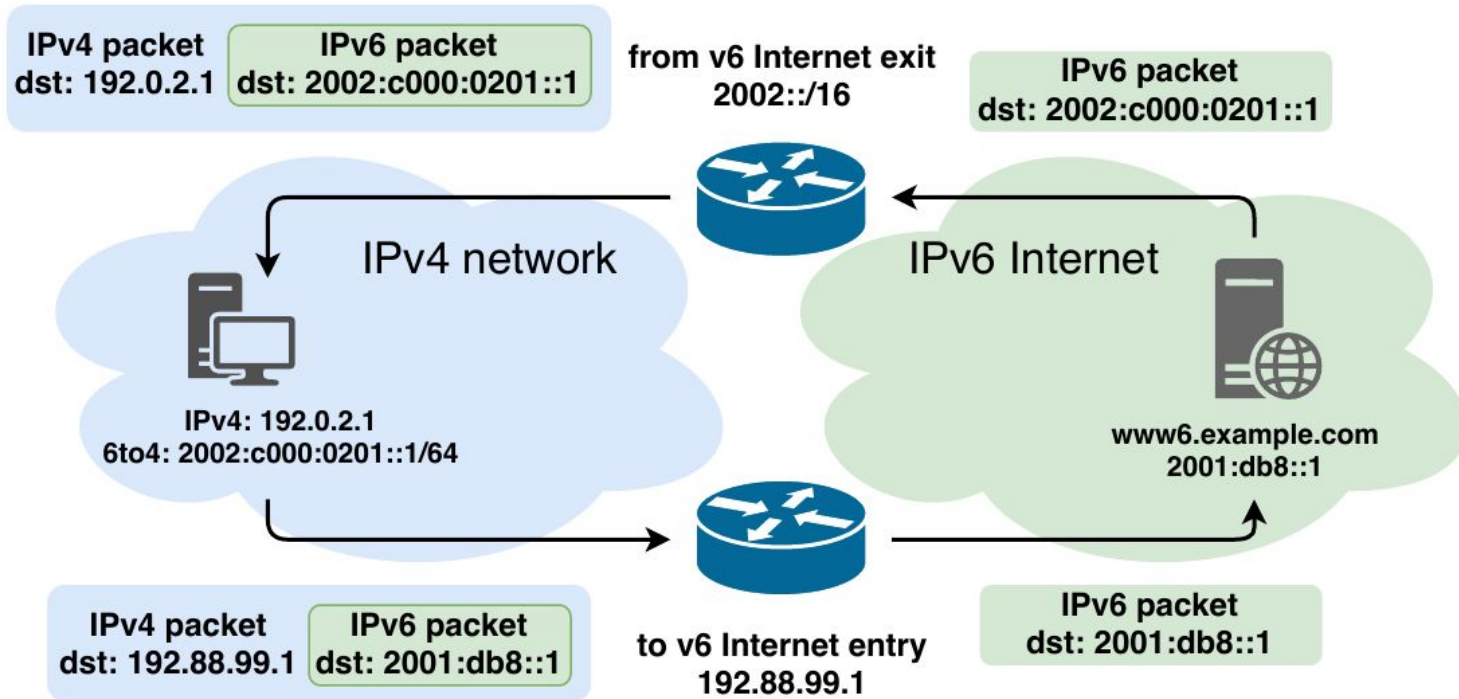 IPv4 packet
dst: 192.0.2.1
IPv6 packet
dst: 2002:c000:0201::1
from v6 Internet exit
2002::/16
IPv6 packet
dst: 2002:c000:0201::1
IPv4 network
IPv6 Internet
IPv4: 192.0.2.1
6to4: 2002:c000:0201::1/64
www6.example.com
2001:db8::1
IPv4 packet
dst: 192.88.99.1
IPv6 packet
dst: 2001:db8::1
to v6 Internet entry
192.88.99.1
IPv6 packet
dst: 2001:db8::1